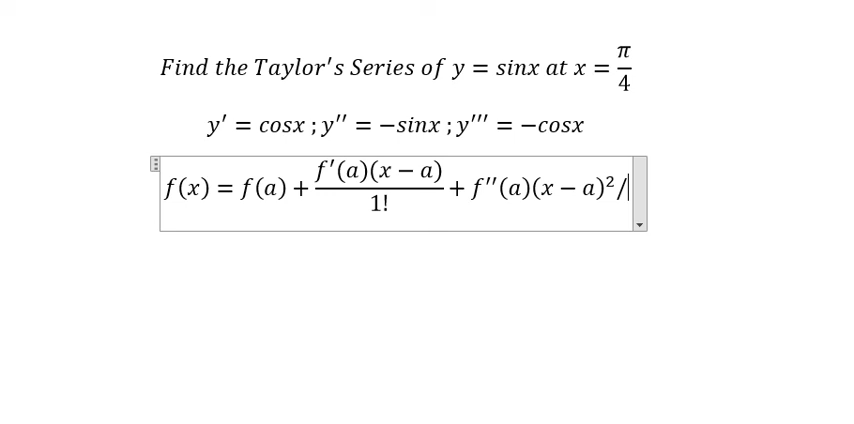 Find the Taylor's Series of y = sinx at x = π/4
y' = cosx ; y'' = −sinx ; y''' = −cosx
f(x) = f(a) + f'(a)(x − a)/1! + f''(a)(x − a)²/